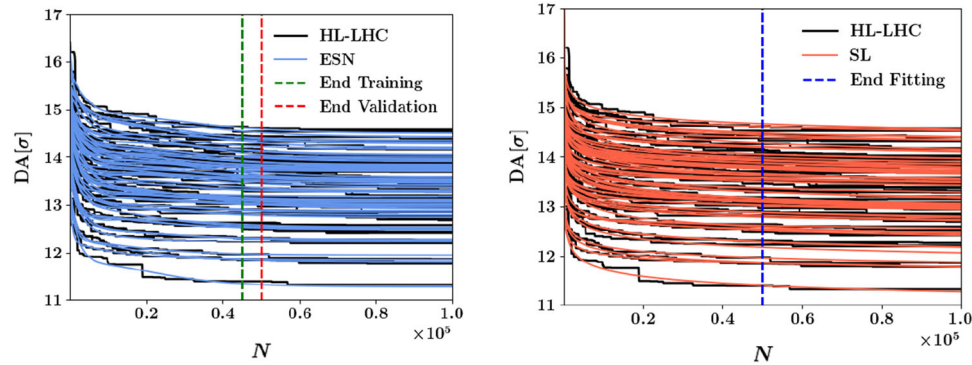 17
16
15
14
13
12
11
DA[σ]
HL-LHC
ESN
End Training
End Validation
0.2 0.4 0.6 0.8 1.0
×10⁵
N
17
16
15
14
13
12
11
DA[σ]
HL-LHC
SL
End Fitting
0.2 0.4 0.6 0.8 1.0
×10⁵
N